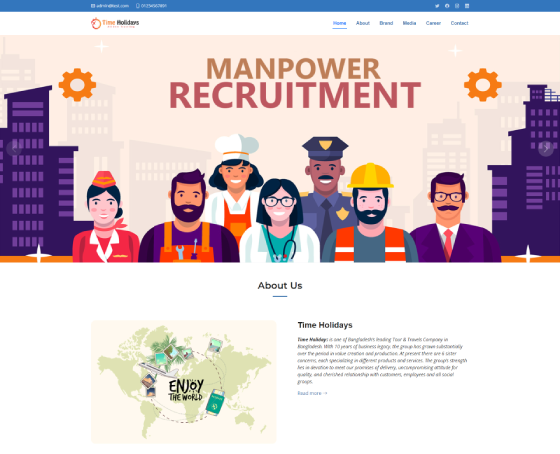 admin@test.com 01234567891
Time Holidays
Home About Brand Media Career Contact
MANPOWER
RECRUITMENT
About Us
ENJOY
THE WORLD
Time Holidays
Time Holidays is one of Bangladesh's leading Tour & Travels Company in
Bangladesh. With 10 years of business legacy, the group has grown substantially
over the period in value creation and production. At present there are 6 sister
concerns, each specializing in different products and services. The group's strength
lies in devotion to meet our promises of delivery, uncompromising attitude for
quality, and cherished relationship with customers, employees and all social
groups.
Read more →